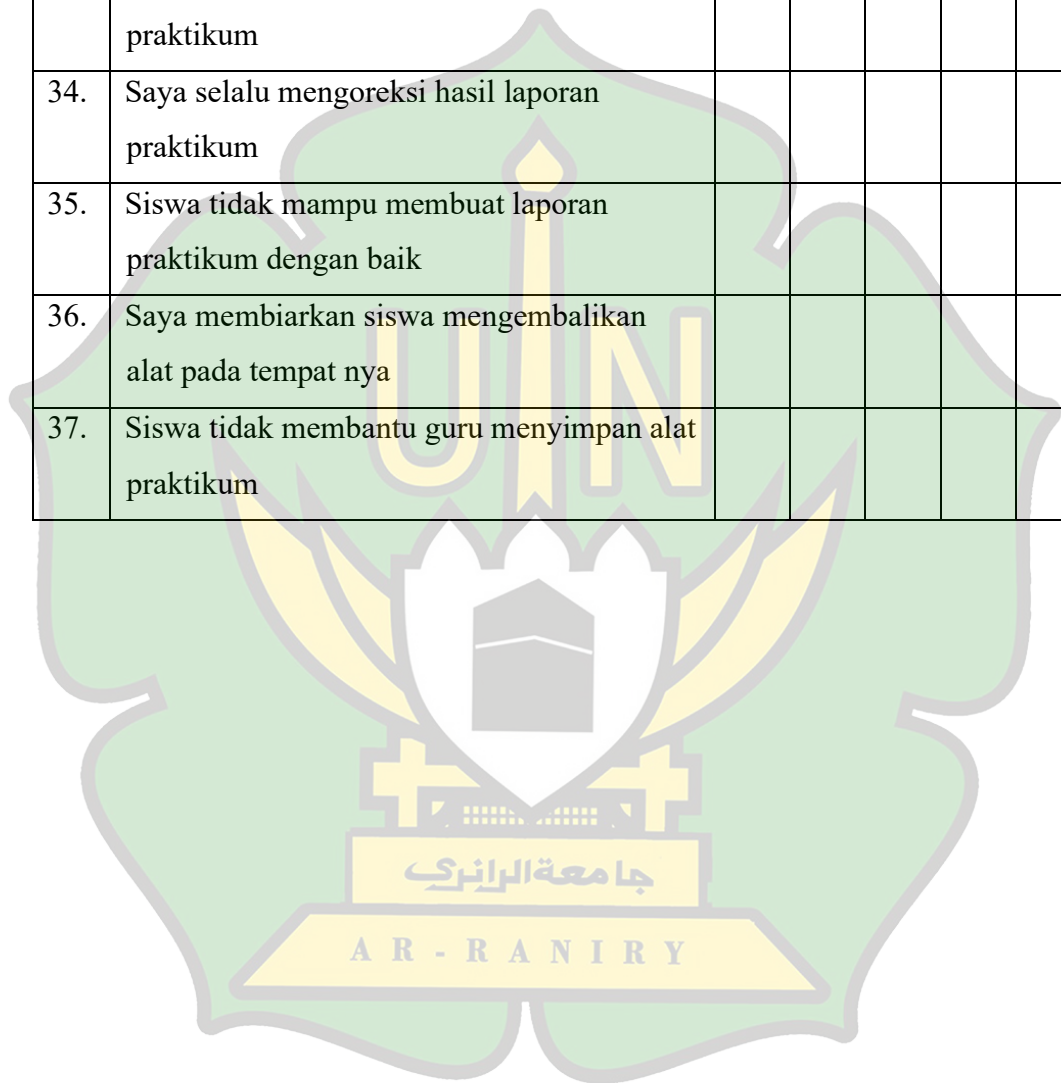 praktikum
34. Saya selalu mengoreksi hasil laporan
praktikum
35. Siswa tidak mampu membuat laporan
praktikum dengan baik
36. Saya membiarkan siswa mengembalikan
alat pada tempat nya
37. Siswa tidak membantu guru menyimpan alat
praktikum
UIN
جامعة الرانري
AR-RANIRY